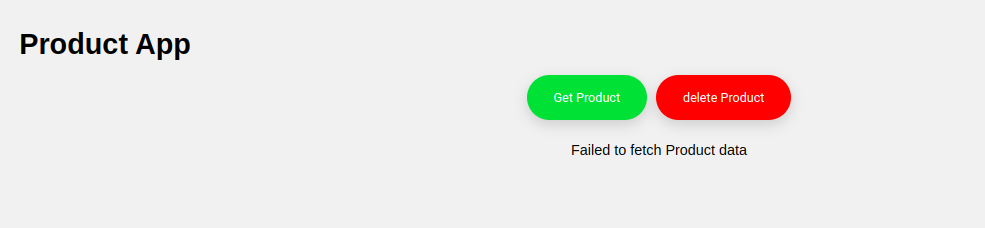 Product App
Get Product
delete Product
Failed to fetch Product data